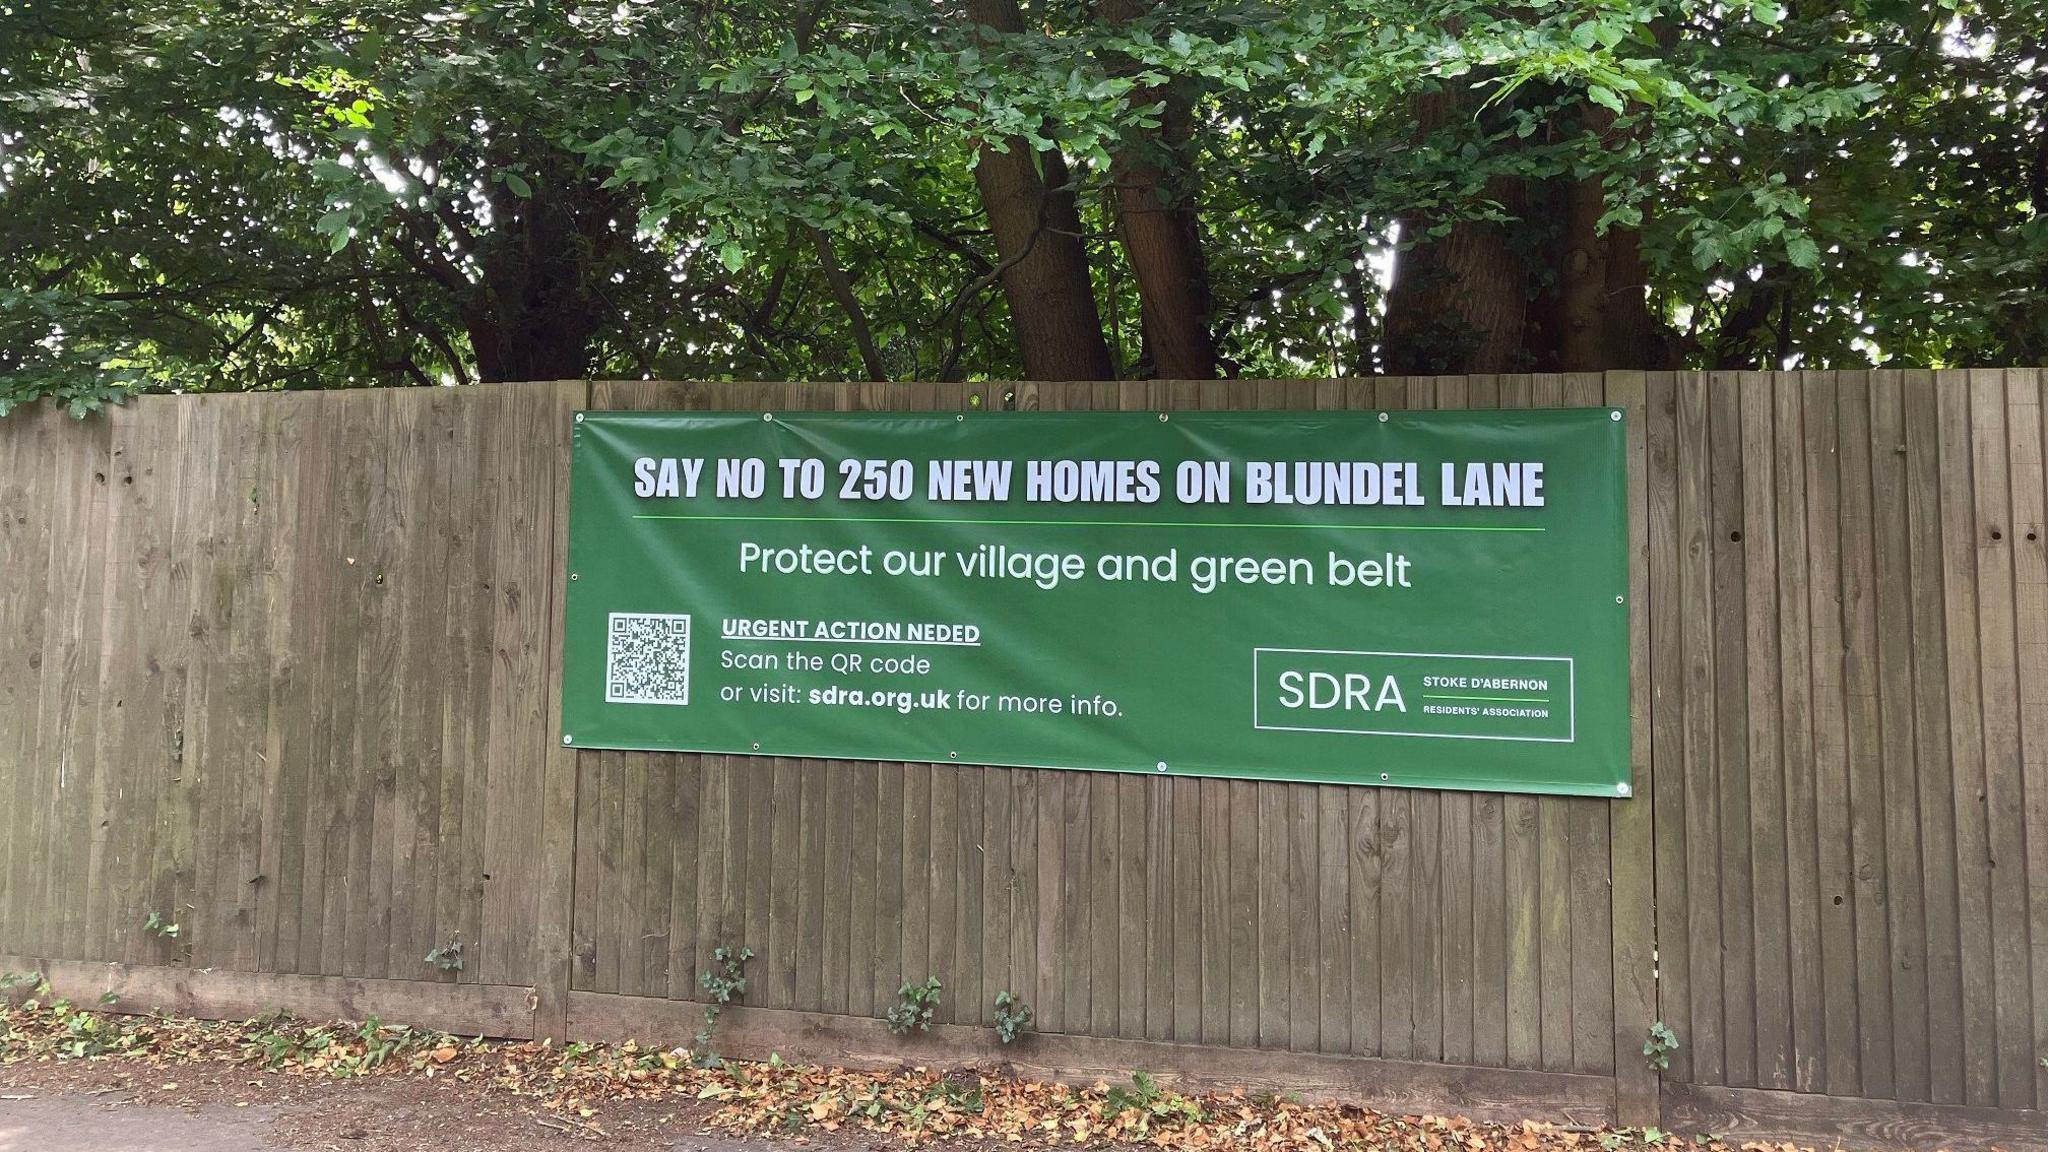 SAY NO TO 250 NEW HOMES ON BLUNDEL LANE
Protect our village and green belt
URGENT ACTION NEDED
Scan the QR code
or visit: sdra.org.uk for more info.
SDRA
STOKE D'ABERNON
RESIDENTS' ASSOCIATION